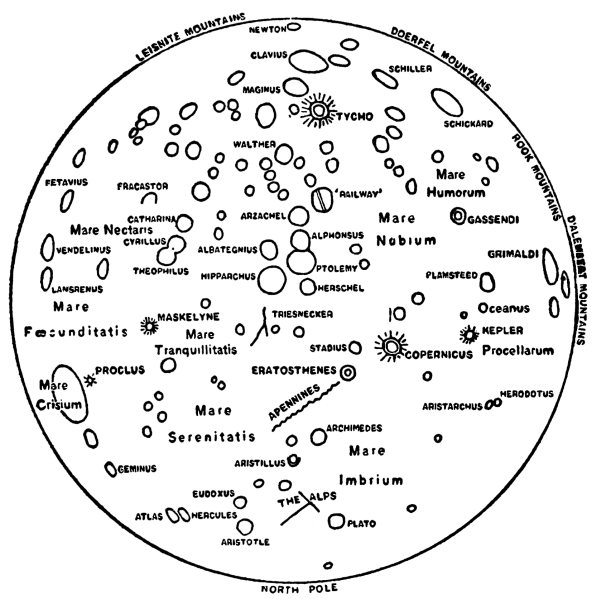 LEIBNITZ MOUNTAINS
NEWTON
DOERFEL MOUNTAINS
CLAVIUS
SCHILLER
MAGINUS
TYCHO
SCHICKARD
ROOK MOUNTAINS
WALTHER
FETAVIUS
FRACASTOR
"RAILWAY"
Mare
Humorum
CATHARINA
ARZACHEL
Mare
Nubium
GASSENDI
D'ALEMBERT MOUNTAINS
Mare Nectaris
CYRILLUS
ALPHONSUS
VENDELINUS
ALBATEGNIUS
GRIMALDI
THEOPHILUS
PTOLEMY
HIPPARCHUS
PLAMSTEED
LANSRENUS
HERSCHEL
Mare
Fœcunditatis
MASKELYNE
TRIESNECKER
Oceanus
Procellarum
KEPLER
Mare
Tranquillitatis
STADIUS
COPERNICUS
PROCLUS
ERATOSTHENES
Mare
Crisium
APENNINES
HERODOTUS
ARISTARCHUS
Mare
Serenitatis
ARCHIMEDES
Mare
Imbrium
ARISTILLUS
GEMINUS
EUDOXUS
THE ALPS
ATLAS
HERCULES
PLATO
ARISTOTLE
NORTH POLE